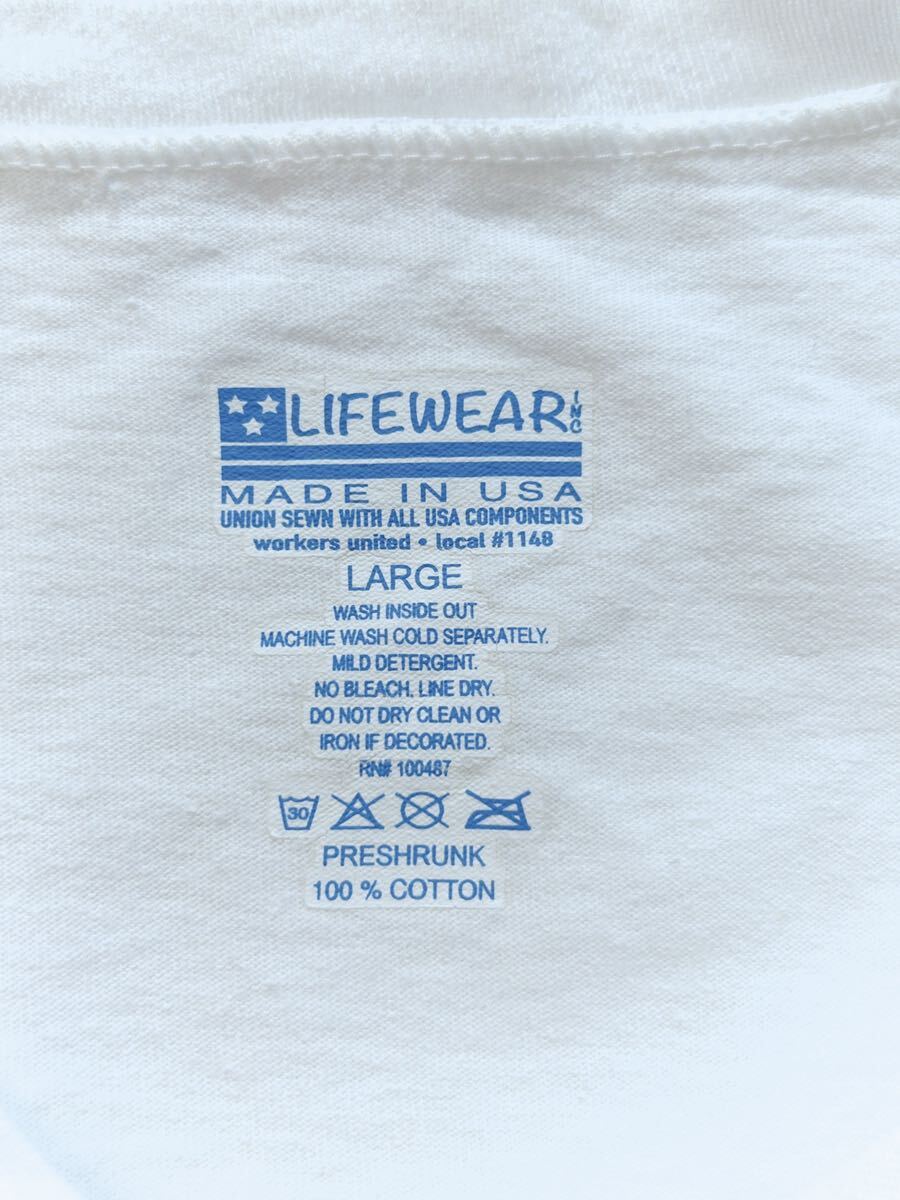 LIFEWEAR INC
MADE IN USA
UNION SEWN WITH ALL USA COMPONENTS
workers united • local #1148
LARGE
WASH INSIDE OUT
MACHINE WASH COLD SEPARATELY.
MILD DETERGENT.
NO BLEACH. LINE DRY.
DO NOT DRY CLEAN OR
IRON IF DECORATED.
RN# 100487
30
PRESHRUNK
100 % COTTON